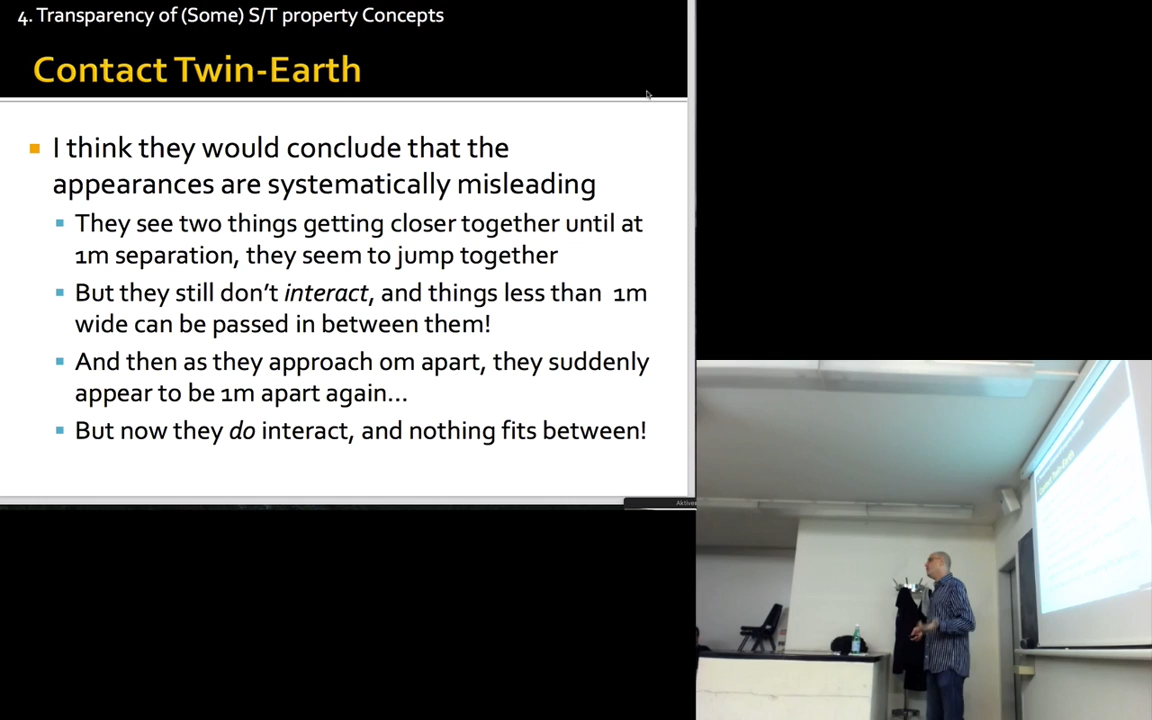 4. Transparency of (Some) S/T property Concepts
Contact Twin-Earth
I think they would conclude that the
appearances are systematically misleading
They see two things getting closer together until at
1m separation, they seem to jump together
But they still don't interact, and things less than 1m
wide can be passed in between them!
And then as they approach 0m apart, they suddenly
appear to be 1m apart again...
But now they do interact, and nothing fits between!